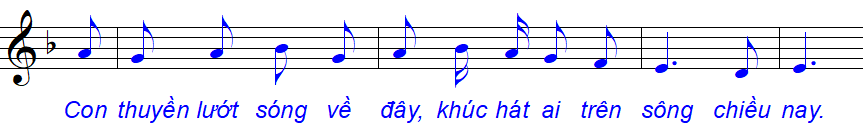 Con thuyền lướt sóng về đây, khúc hát ai trên sông chiều nay.